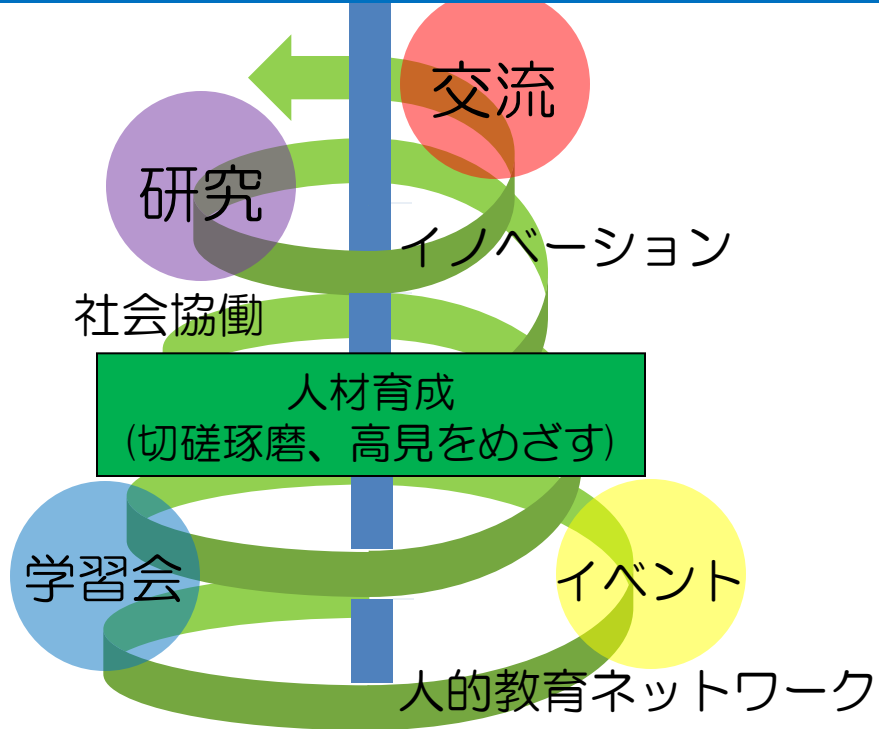 交流
研究
イノベーション
社会協働
人材育成
(切磋琢磨、高見をめざす)
学習会
イベント
人的教育ネットワーク